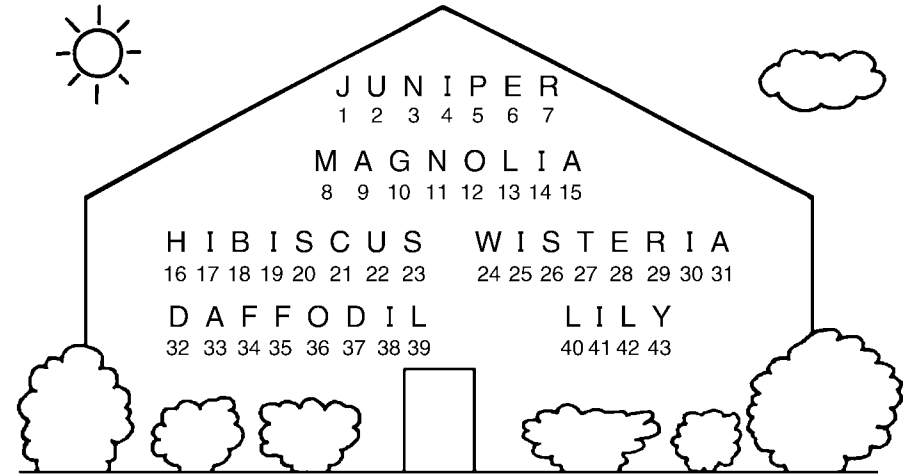 JUNIPER
1 2 3 4 5 6 7
MAGNOLIA
8 9 10 11 12 13 14 15
HIBISCUS WISTERIA
16 17 18 19 20 21 22 23 24 25 26 27 28 29 30 31
DAFFODIL LILY
32 33 34 35 36 37 38 39 40 41 42 43